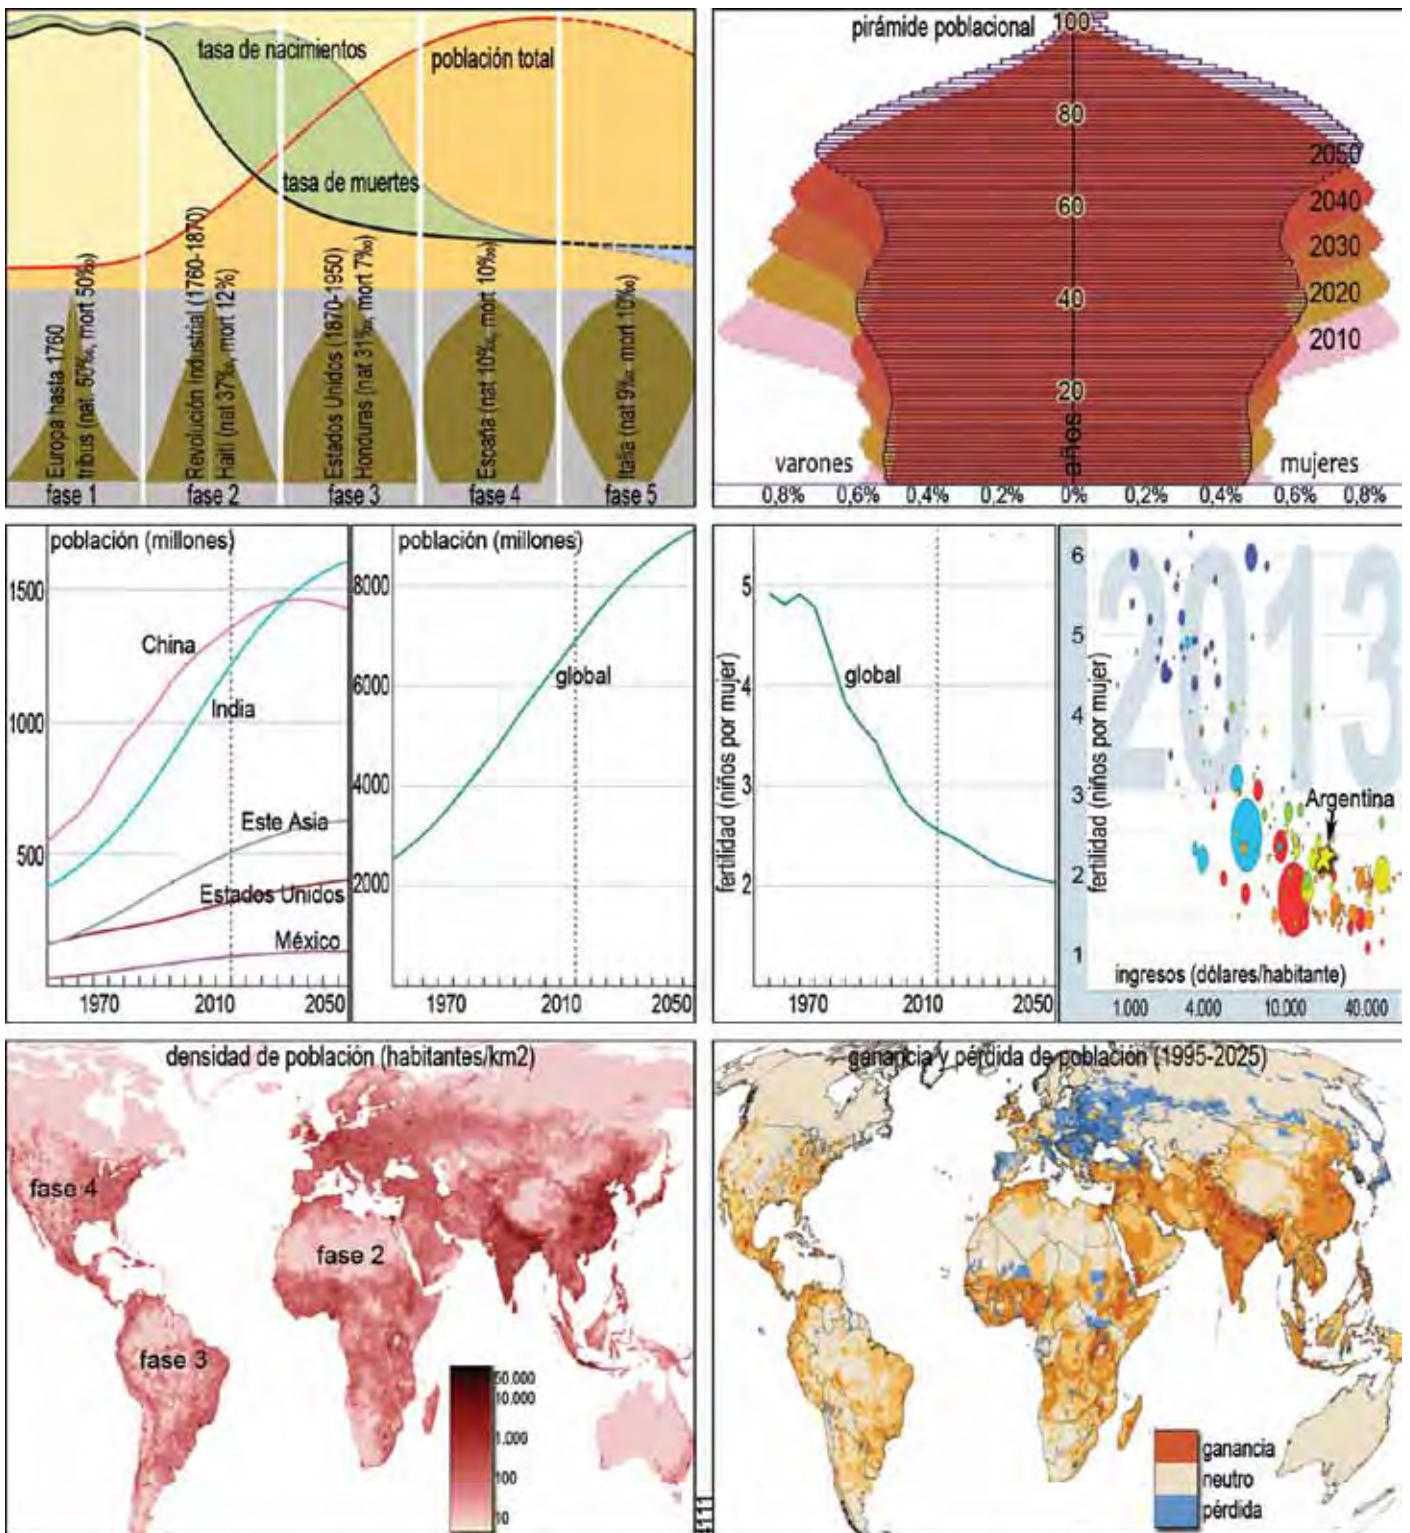 tasa de nacimientos
población total
tasa de muertes
Europa hasta 1760
tribus (nat. 50‰, mort 50‰)
Revolución Industrial (1760-1870)
Haití (nat 37‰, mort 12%)
Estados Unidos (1870-1950)
Honduras (nat 31‰, mort 7‰)
España (nat 10‰, mort 10‰)
Italia (nat 9‰ mort 10‰)
fase 1
fase 2
fase 3
fase 4
fase 5
pirámide poblacional
100
80
60
40
20
años
2050
2040
2030
2020
2010
varones
mujeres
0,8% 0,6% 0,4% 0,2% 0% 0,2% 0,4% 0,6% 0,8%
población (millones)
1500
1000
500
China
India
Este Asia
Estados Unidos
México
1970 2010 2050
población (millones)
8000
6000
4000
2000
global
1970 2010 2050
fertilidad (niños por mujer)
5
4
3
2
global
1970 2010 2050
2013
fertilidad (niños por mujer)
6
5
4
3
2
1
Argentina
ingresos (dólares/habitante)
1.000 4.000 10.000 40.000
densidad de población (habitantes/km2)
fase 4
fase 2
fase 3
50.000
10.000
1.000
100
10
ganancia y pérdida de población (1995-2025)
ganancia
neutro
pérdida